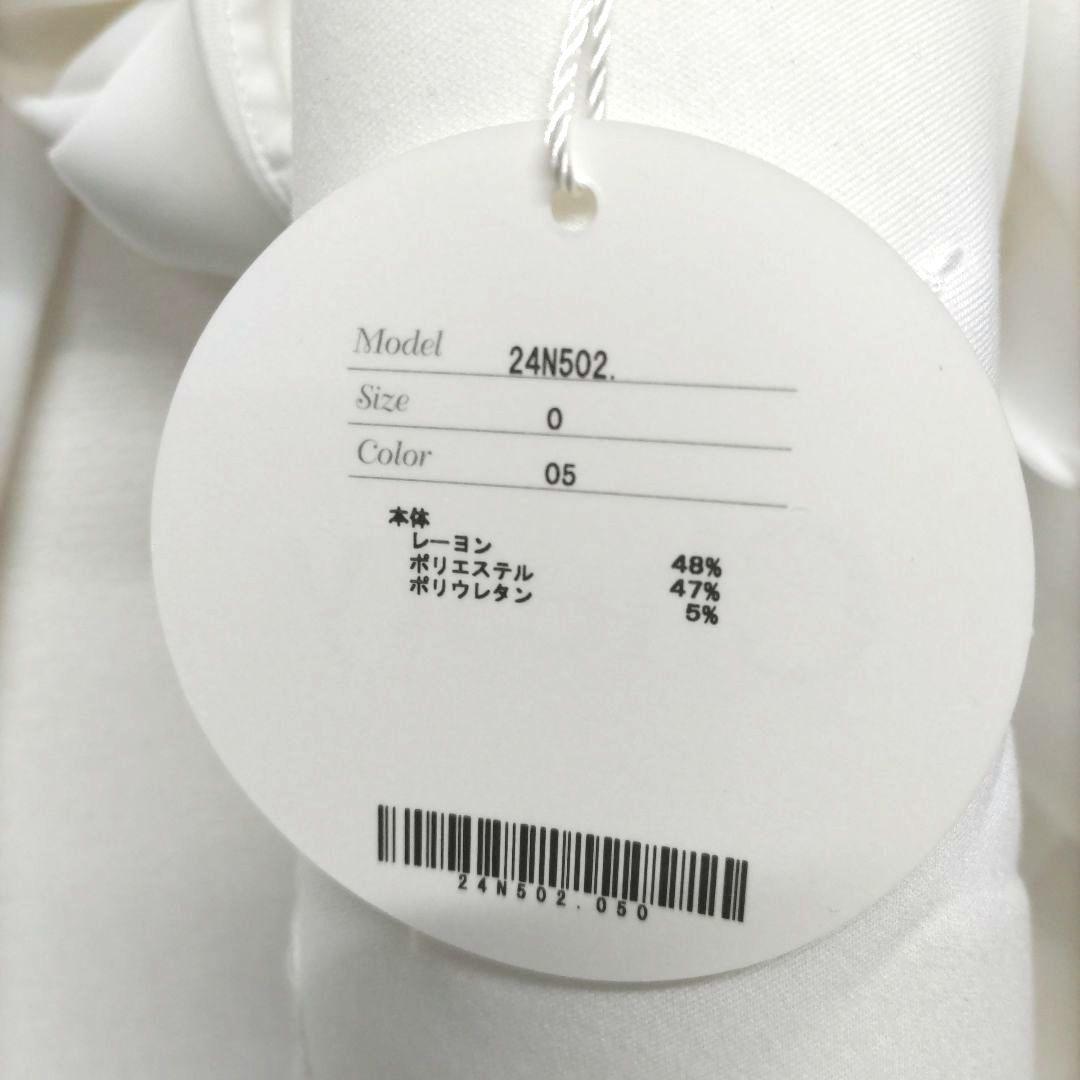 Model 24N502.
Size 0
Color 05
本体
レーヨン 48%
ポリエステル 47%
ポリウレタン 5%
24N502.050